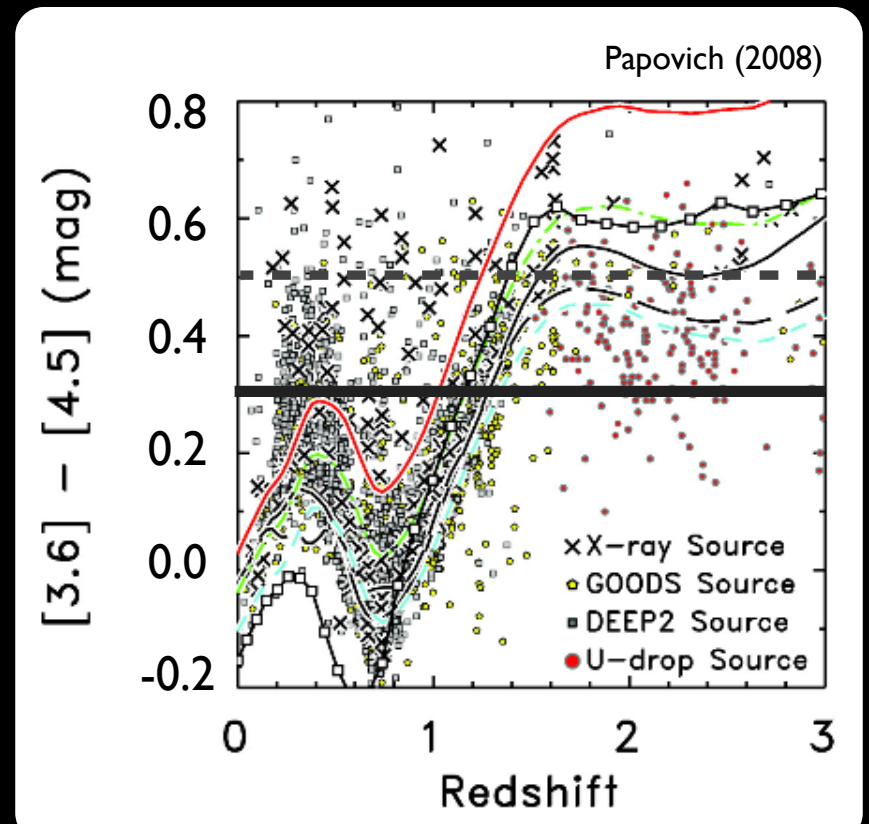 Papovich (2008)
[3.6] − [4.5] (mag)
0.8
0.6
0.4
0.2
0.0
-0.2
× X-ray Source
GOODS Source
DEEP2 Source
U-drop Source
0 1 2 3
Redshift